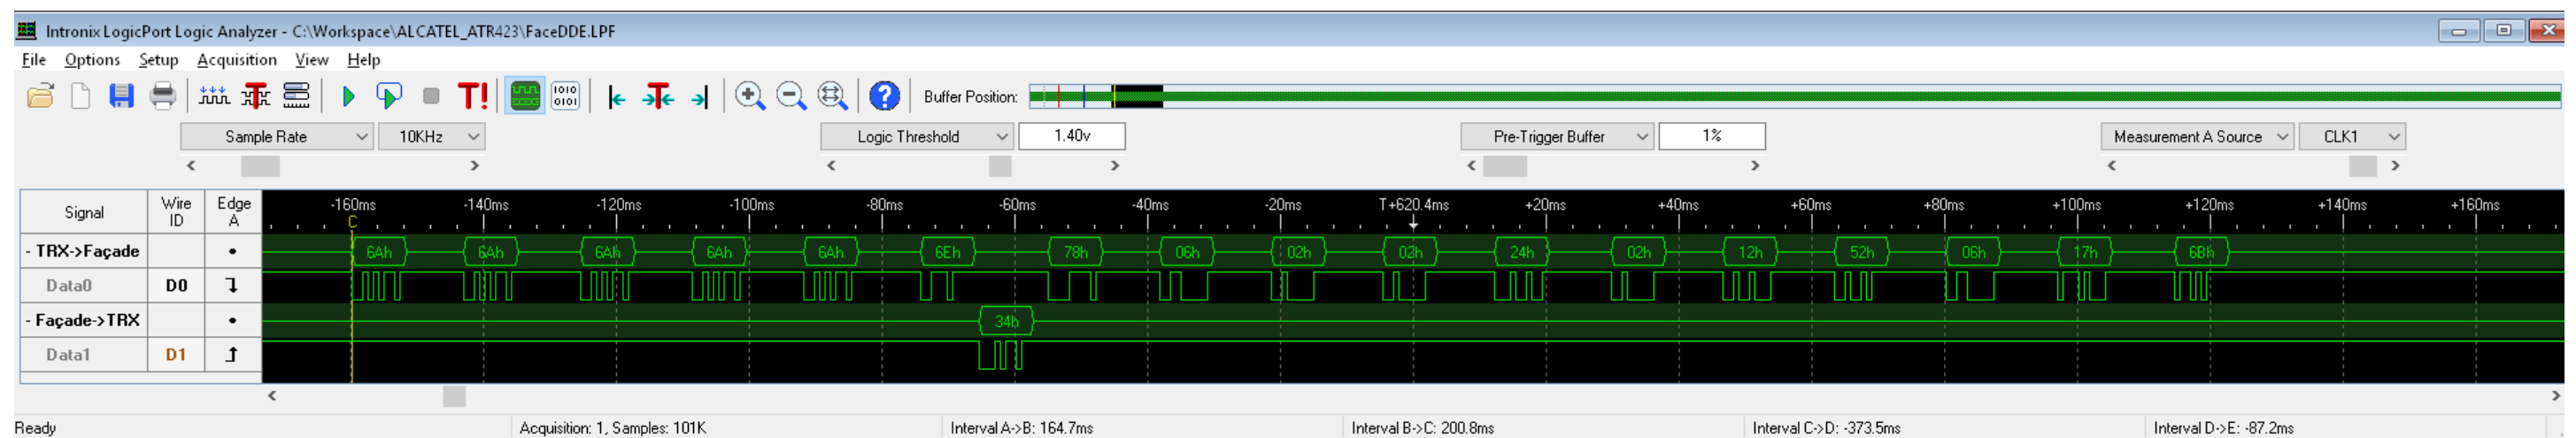 Intronix LogicPort Logic Analyzer - C:\Workspace\ALCATEL_ATR423\FaceDDE.LPF
File Options Setup Acquisition View Help
T! 1010 0101 T ? Buffer Position:
Sample Rate 10KHz Logic Threshold 1.40v Pre-Trigger Buffer 1% Measurement A Source CLK1
Signal Wire ID Edge A -160ms -140ms -120ms -100ms -80ms -60ms -40ms -20ms T+620.4ms +20ms +40ms +60ms +80ms +100ms +120ms +140ms +160ms
C
- TRX->Façade 6Ah 6Ah 6Ah 6Ah 6Ah 6Eh 78h 06h 02h 02h 24h 02h 12h 52h 06h 17h 6Bh
Data0 D0
- Façade->TRX 34h
Data1 D1
Ready Acquisition: 1, Samples: 101K Interval A->B: 164.7ms Interval B->C: 200.8ms Interval C->D: -373.5ms Interval D->E: -87.2ms